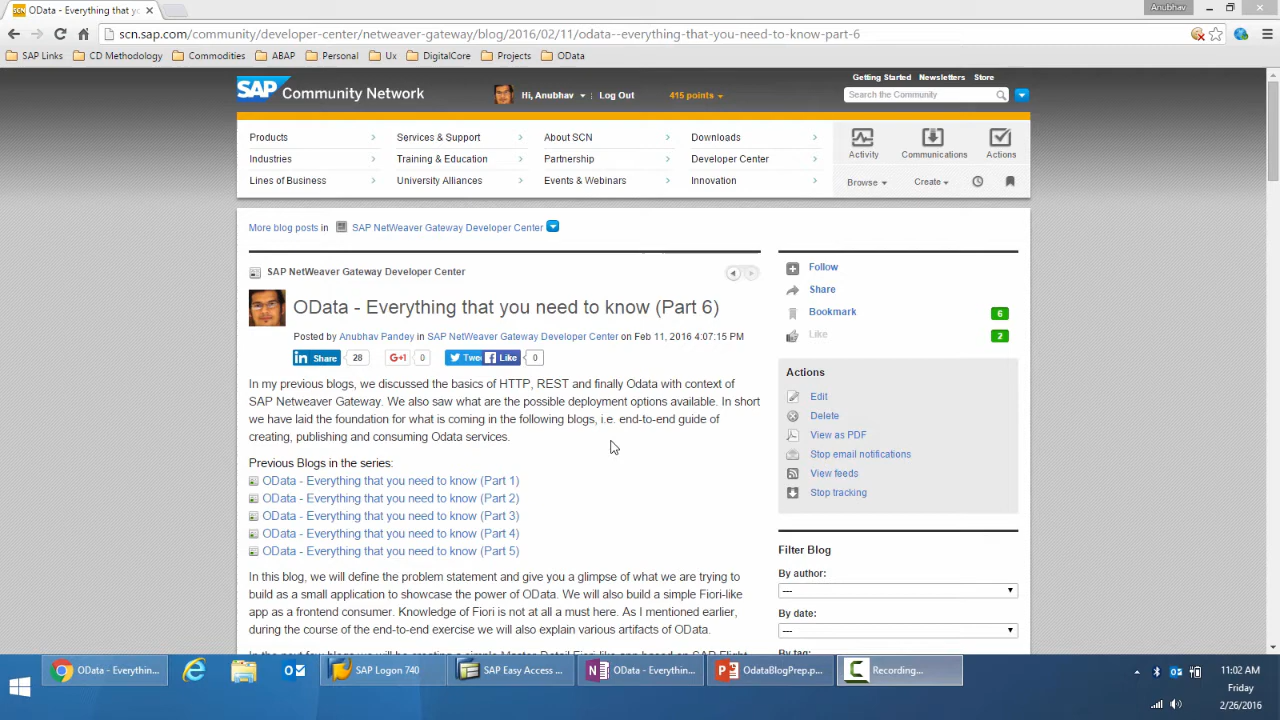 SCN OData - Everything that yo
Anubhav
scn.sap.com/community/developer-center/netweaver-gateway/blog/2016/02/11/odata--everything-that-you-need-to-know-part-6
SAP Links CD Methodology Commodities ABAP Personal Ux DigitalCore Projects OData
Getting Started Newsletters Store
SAP Community Network Hi, Anubhav Log Out 415 points Search the Community
Products Services & Support About SCN Downloads
Industries Training & Education Partnership Developer Center
Lines of Business University Alliances Events & Webinars Innovation
Activity Communications Actions
Browse Create
More blog posts in SAP NetWeaver Gateway Developer Center
SAP NetWeaver Gateway Developer Center
OData - Everything that you need to know (Part 6)
Posted by Anubhav Pandey in SAP NetWeaver Gateway Developer Center on Feb 11, 2016 4:07:15 PM
in Share 28 G+1 0 Twee f Like 0
In my previous blogs, we discussed the basics of HTTP, REST and finally Odata with context of
SAP Netweaver Gateway. We also saw what are the possible deployment options available. In short
we have laid the foundation for what is coming in the following blogs, i.e. end-to-end guide of
creating, publishing and consuming Odata services.
Previous Blogs in the series:
OData - Everything that you need to know (Part 1)
OData - Everything that you need to know (Part 2)
OData - Everything that you need to know (Part 3)
OData - Everything that you need to know (Part 4)
OData - Everything that you need to know (Part 5)
In this blog, we will define the problem statement and give you a glimpse of what we are trying to
build as a small application to showcase the power of OData. We will also build a simple Fiori-like
app as a frontend consumer. Knowledge of Fiori is not at all a must here. As I mentioned earlier,
during the course of the end-to-end exercise we will also explain various artifacts of OData.
Follow
Share
Bookmark 6
Like 2
Actions
Edit
Delete
View as PDF
Stop email notifications
View feeds
Stop tracking
Filter Blog
By author:
---
By date:
---
By tag:
OData - Everythin... SAP Logon 740 SAP Easy Access ... OData - Everythin... OdataBlogPrep.p... Recording...
11:02 AM
Friday
2/26/2016